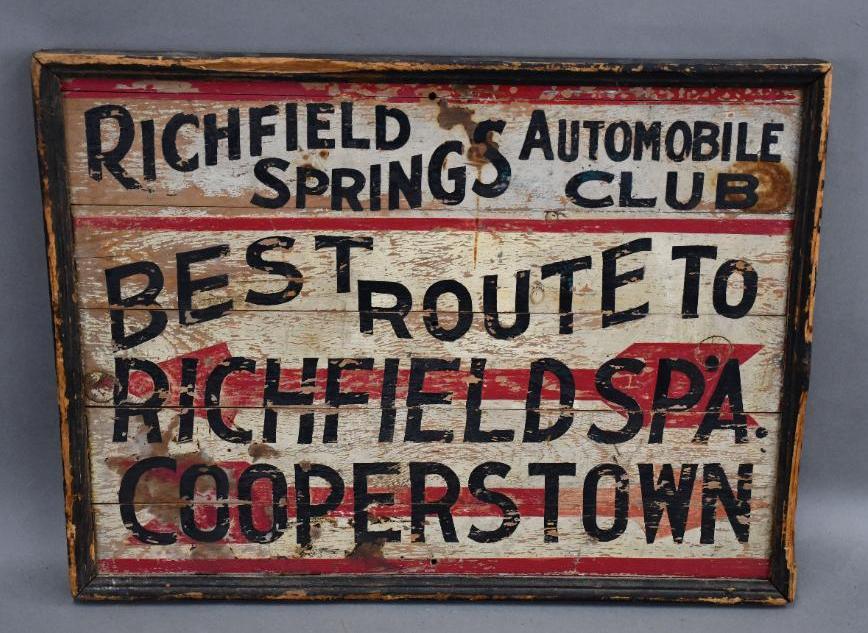 RICHFIELD SPRINGS AUTOMOBILE CLUB
BEST ROUTE TO
RICHFIELD SPA.
COOPERSTOWN